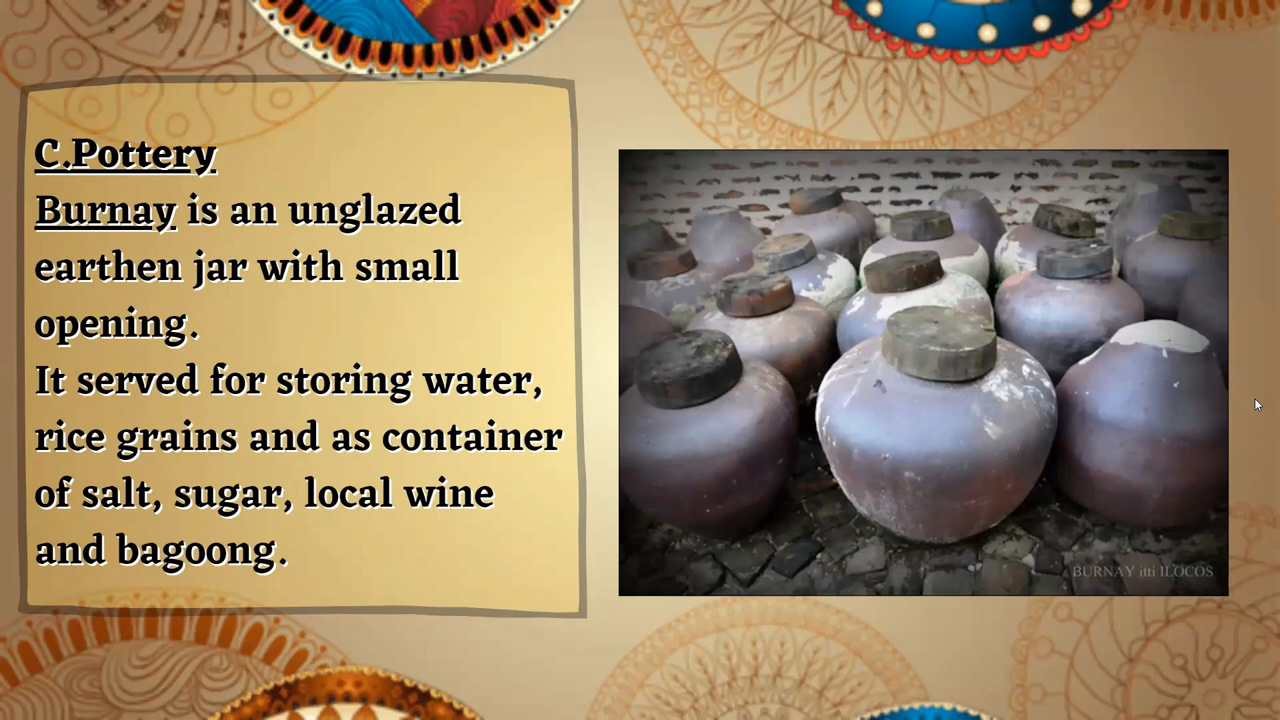 C.Pottery
Burnay is an unglazed
earthen jar with small
opening.
It served for storing water,
rice grains and as container
of salt, sugar, local wine
and bagoong.
BURNAY itti ILOCOS